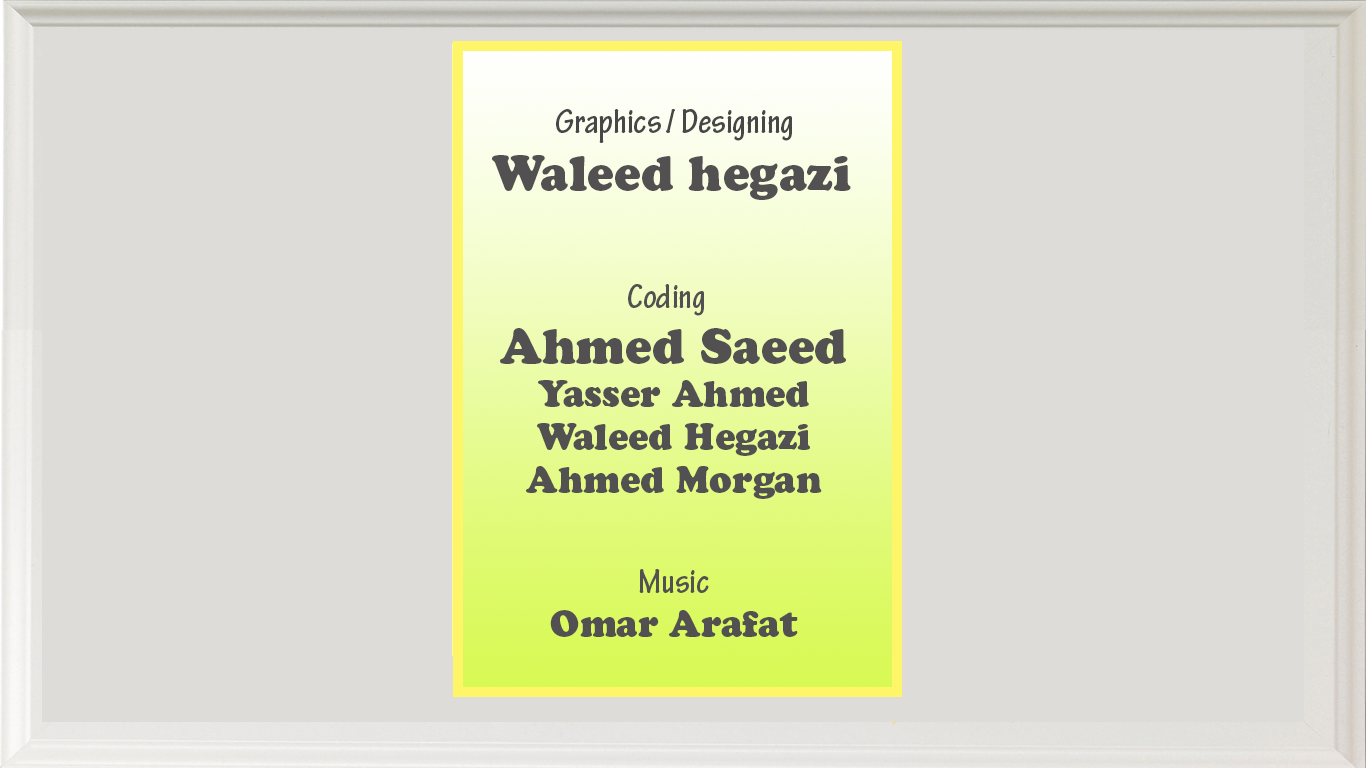 Graphics / Designing
Waleed hegazi
Coding
Ahmed Saeed
Yasser Ahmed
Waleed Hegazi
Ahmed Morgan
Music
Omar Arafat